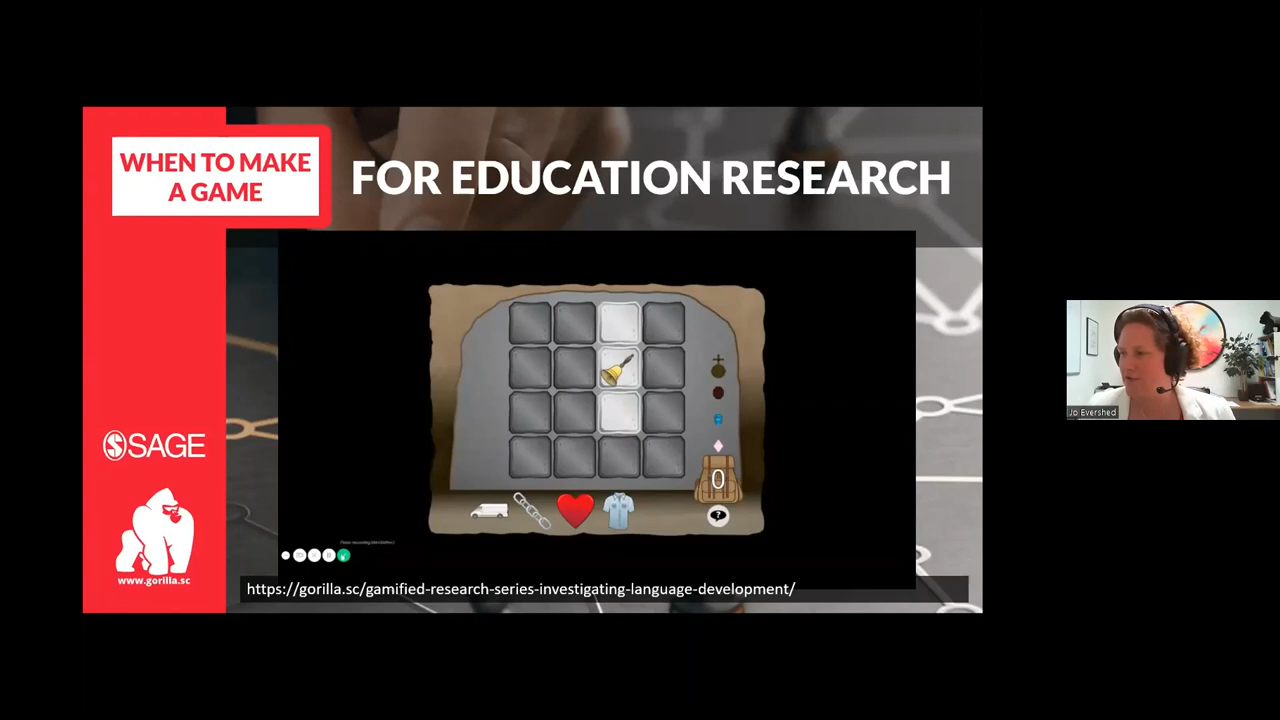 WHEN TO MAKE
A GAME
FOR EDUCATION RESEARCH
SAGE
www.gorilla.sc
0
?
https://gorilla.sc/gamified-research-series-investigating-language-development/
Jo Evershed